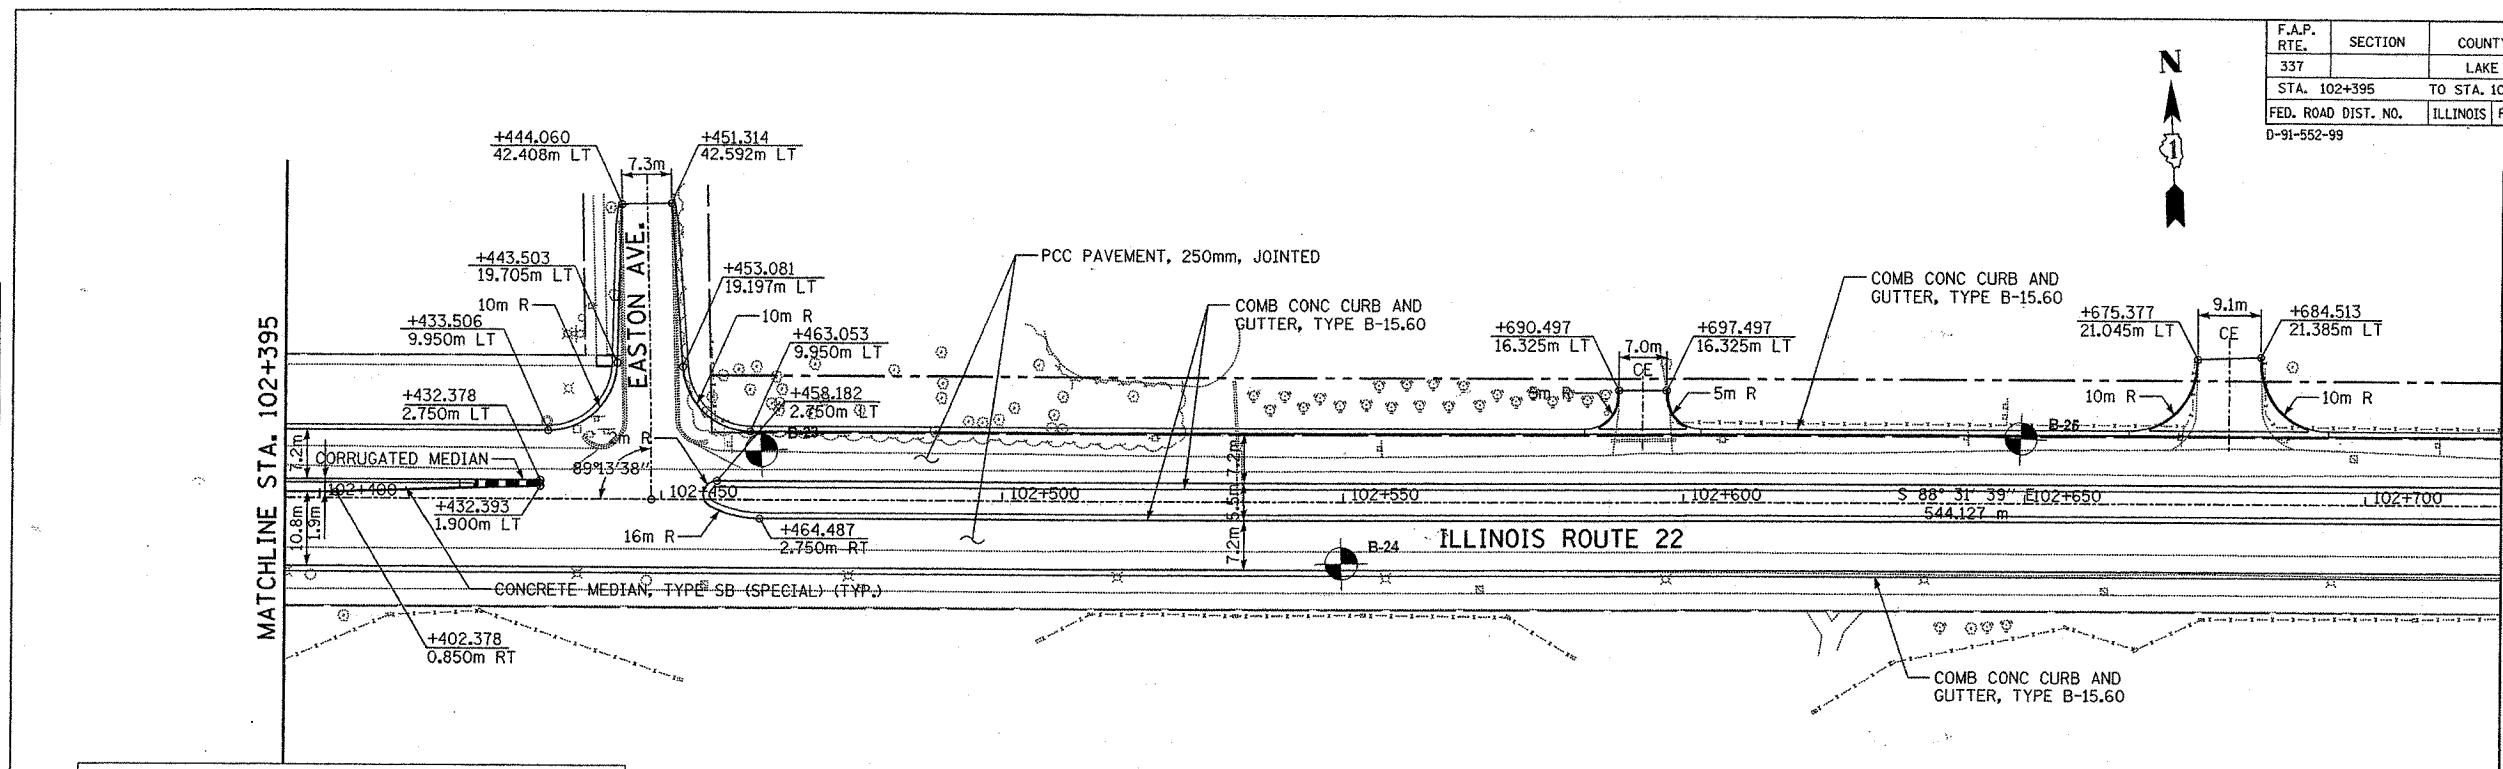 F.A.P. RTE. SECTION COUNT
337 LAKE
STA. 102+395 TO STA. 10
FED. ROAD DIST. NO. ILLINOIS
D-91-552-99
N
1
+444.060
42.408m LT
+451.314
42.592m LT
7.3m
+443.503
19.705m LT
10m R
+433.506
9.950m LT
+432.378
2.750m LT
EASTON AVE.
+453.081
19.197m LT
10m R
+463.053
9.950m LT
+458.182
2.750m LT
PCC PAVEMENT, 250mm, JOINTED
COMB CONC CURB AND
GUTTER, TYPE B-15.60
COMB CONC CURB AND
GUTTER, TYPE B-15.60
+690.497
16.325m LT
+697.497
16.325m LT
7.0m
CE
5m R
5m R
+675.377
21.045m LT
+684.513
21.385m LT
9.1m
CE
10m R
10m R
MATCHLINE STA. 102+395
7.2m
CORRUGATED MEDIAN
2m R
B-23
89°13'38"
B-25
102+400
102+450
102+500
102+550
102+600
S 88° 31' 39" E
544.127 m
102+650
102+700
+432.393
1.900m LT
10.8m
1.9m
16m R
+464.487
2.750m RT
7.2m
5.5m
7.2m
B-24
ILLINOIS ROUTE 22
CONCRETE MEDIAN, TYPE SB (SPECIAL) (TYP.)
+402.378
0.850m RT
COMB CONC CURB AND
GUTTER, TYPE B-15.60